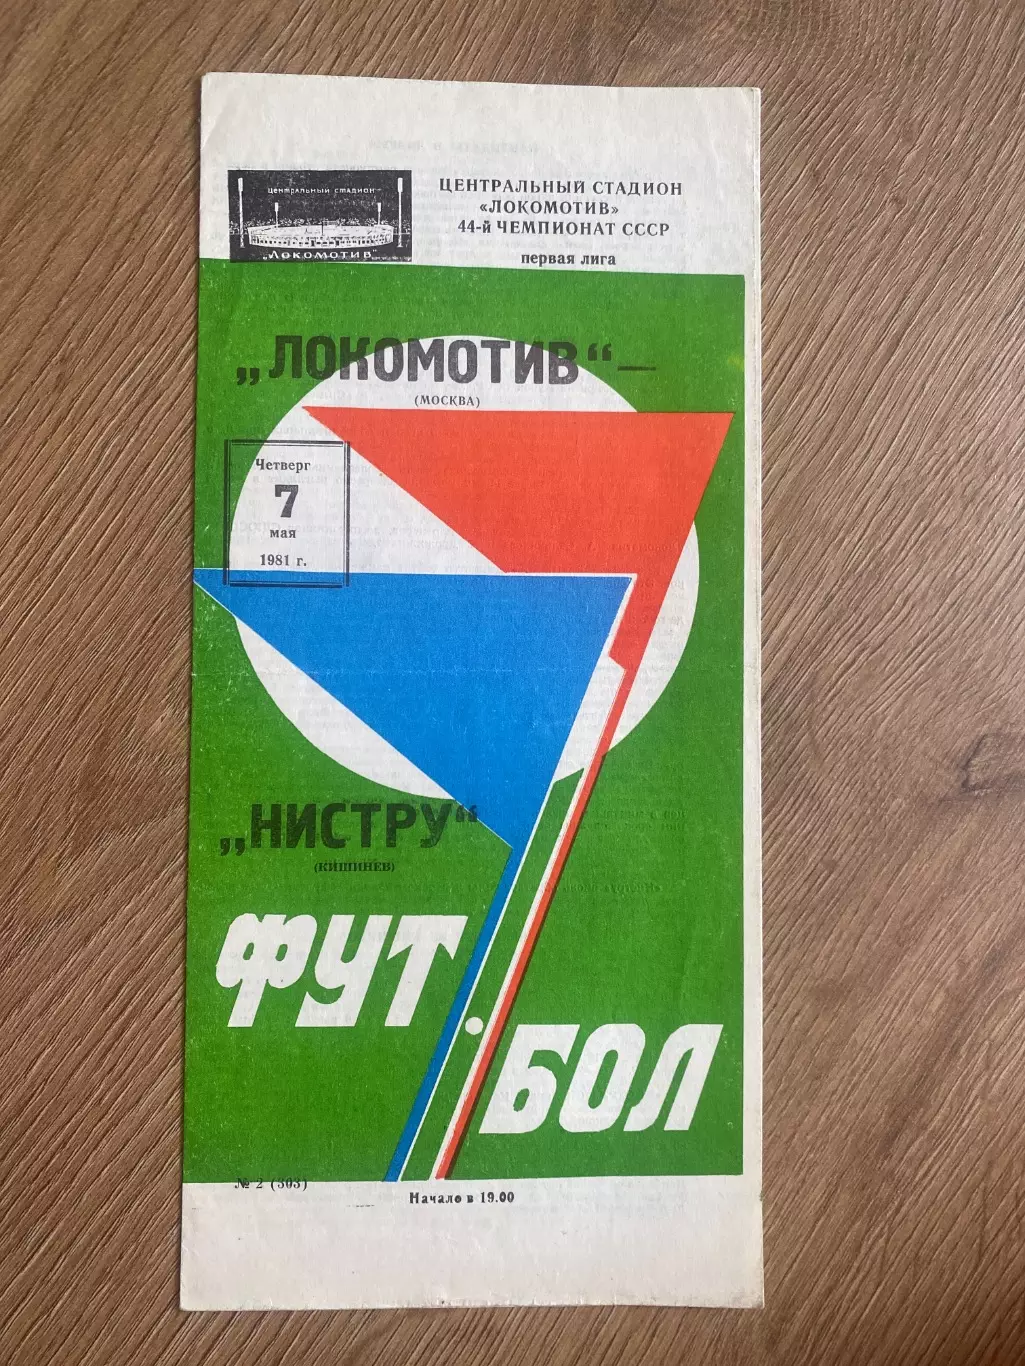 Центральный стадион
„Локомотив"
ЦЕНТРАЛЬНЫЙ СТАДИОН
«ЛОКОМОТИВ»
44-й ЧЕМПИОНАТ СССР
первая лига
„ЛОКОМОТИВ“—
(МОСКВА)
Четверг
7
мая
1981 г.
„НИСТРУ“
(КИШИНЕВ)
ФУТ
БОЛ
№ 2 (303)
Начало в 19.00